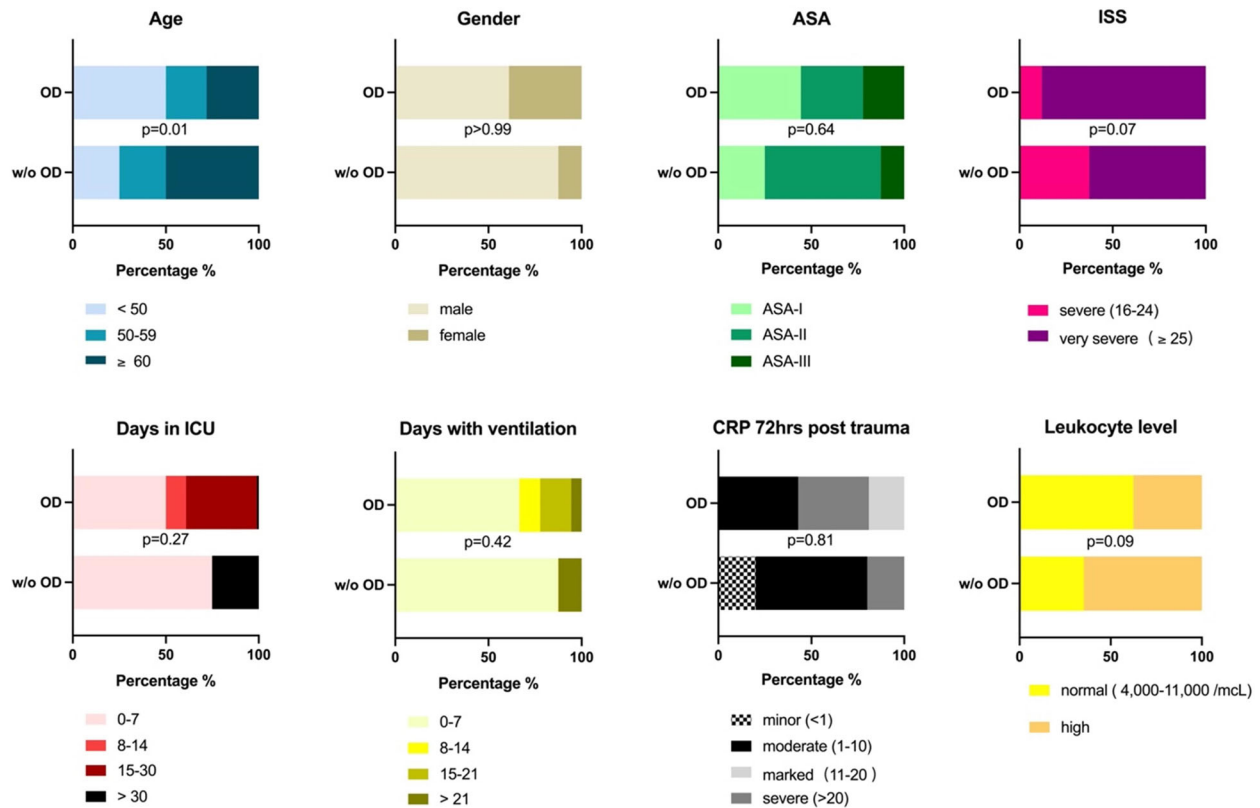 Age
OD
p=0.01
w/o OD
0 50 100
Percentage %
< 50
50-59
≥ 60
Gender
p>0.99
0 50 100
Percentage %
male
female
ASA
OD
p=0.64
w/o OD
0 50 100
Percentage %
ASA-I
ASA-II
ASA-III
ISS
OD
p=0.07
w/o OD
0 50 100
Percentage %
severe (16-24)
very severe ( ≥ 25)
Days in ICU
OD
p=0.27
w/o OD
0 50 100
Percentage %
0-7
8-14
15-30
> 30
Days with ventilation
OD
p=0.42
w/o OD
0 50 100
Percentage %
0-7
8-14
15-21
> 21
CRP 72hrs post trauma
OD
p=0.81
w/o OD
0 50 100
Percentage %
minor (<1)
moderate (1-10)
marked (11-20)
severe (>20)
Leukocyte level
OD
p=0.09
w/o OD
0 50 100
Percentage %
normal ( 4,000-11,000 /mcL)
high